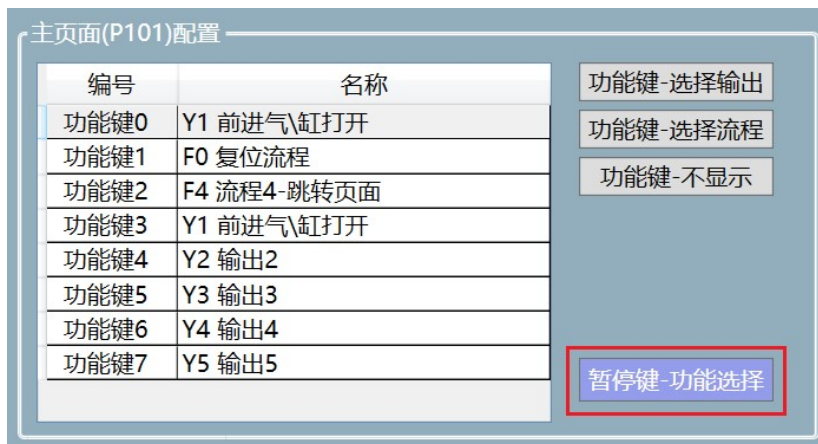 主页面(P101)配置
编号 名称
功能键0 Y1 前进气\缸打开
功能键1 F0 复位流程
功能键2 F4 流程4-跳转页面
功能键3 Y1 前进气\缸打开
功能键4 Y2 输出2
功能键5 Y3 输出3
功能键6 Y4 输出4
功能键7 Y5 输出5
功能键-选择输出
功能键-选择流程
功能键-不显示
暂停键-功能选择